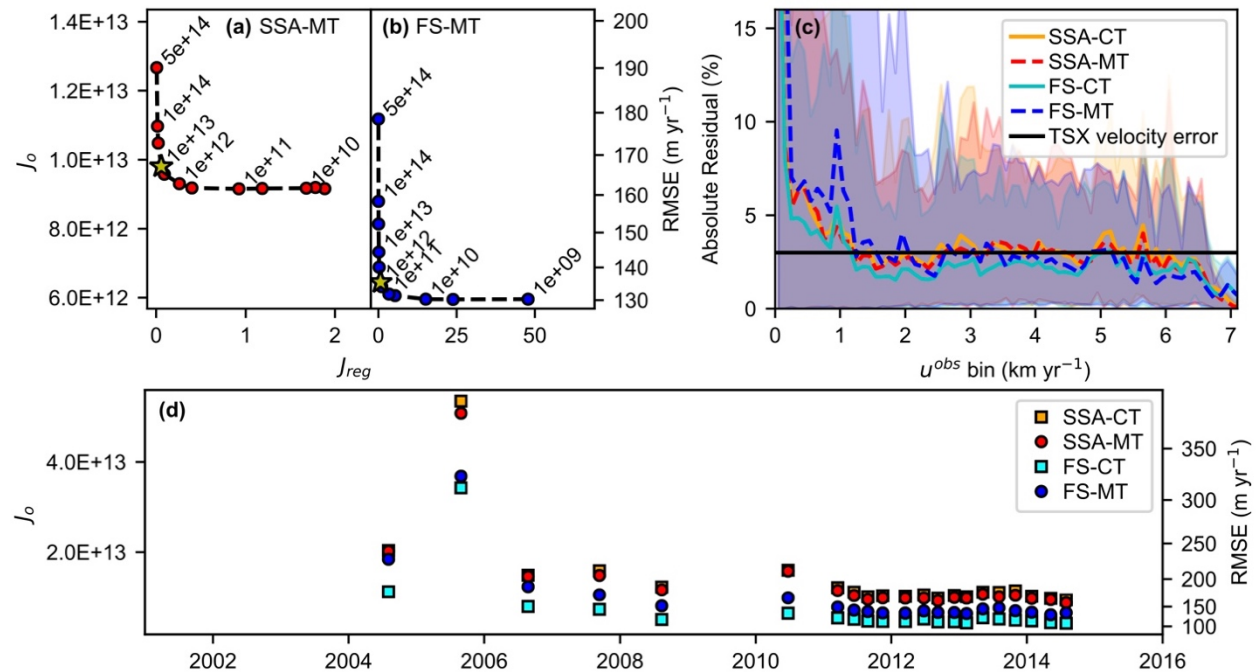 (a) SSA-MT
(b) FS-MT
(c)
1.4E+13
1.2E+13
1.0E+13
8.0E+12
6.0E+12
J_o
5e+14
1e+14
1e+13
1e+12
1e+11
1e+10
0 1 2
5e+14
1e+14
1e+13
1e+12
1e+11
1e+10
1e+09
0 25 50
J_reg
200
190
180
170
160
150
140
130
RMSE (m yr⁻¹)
Absolute Residual (%)
15
10
5
0
SSA-CT
SSA-MT
FS-CT
FS-MT
TSX velocity error
0 1 2 3 4 5 6 7
u^obs bin (km yr⁻¹)
(d)
4.0E+13
2.0E+13
J_o
SSA-CT
SSA-MT
FS-CT
FS-MT
350
300
250
200
150
100
RMSE (m yr⁻¹)
2002 2004 2006 2008 2010 2012 2014 2016